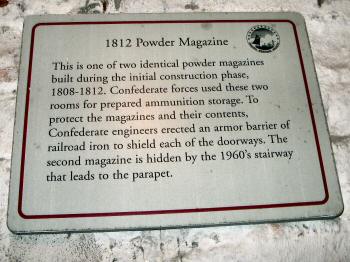 1812 Powder Magazine
This is one of two identical powder magazines
built during the initial construction phase,
1808-1812. Confederate forces used these two
rooms for prepared ammunition storage. To
protect the magazines and their contents,
Confederate engineers erected an armor barrier of
railroad iron to shield each of the doorways. The
second magazine is hidden by the 1960's stairway
that leads to the parapet.